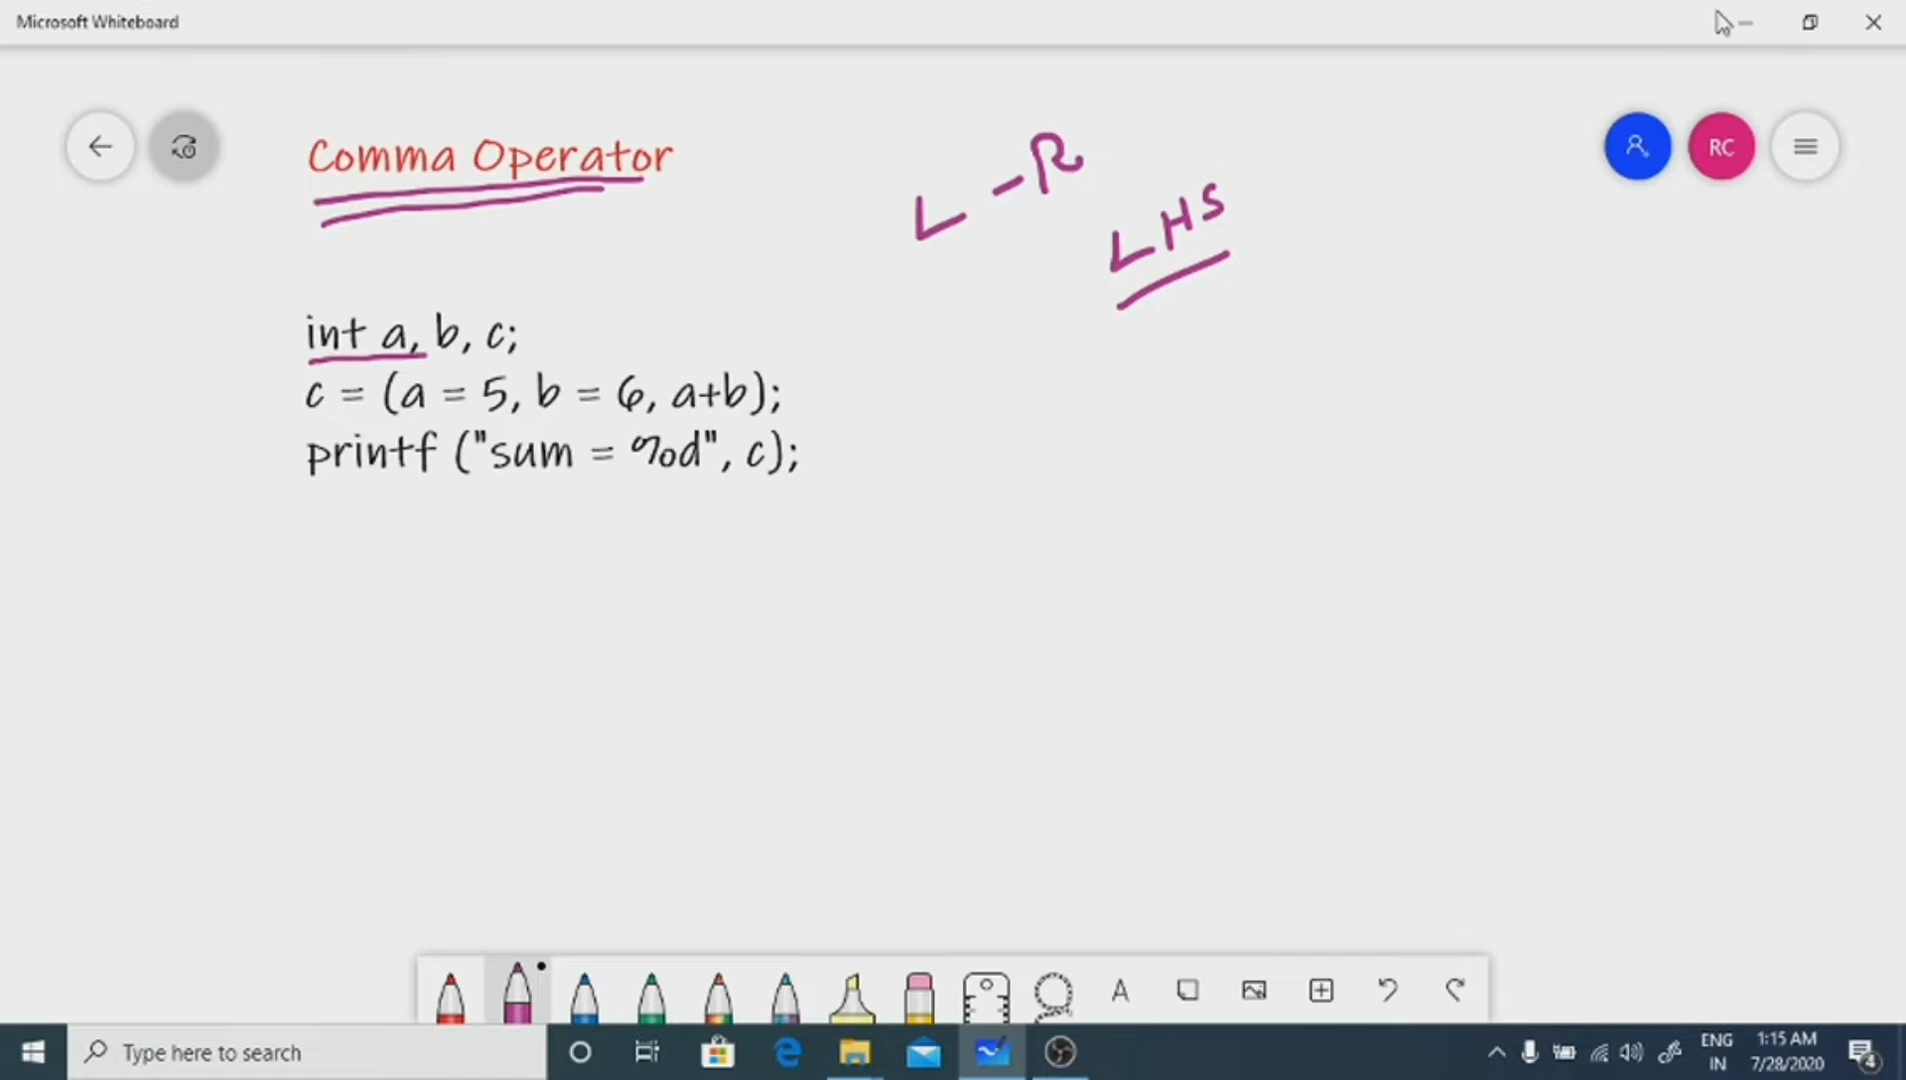 Microsoft Whiteboard
Comma Operator
L - R
LHS
RC
int a, b, c;
c = (a = 5, b = 6, a+b);
printf ("sum = %d", c);
A
Type here to search
ENG
IN
1:15 AM
7/28/2020
4